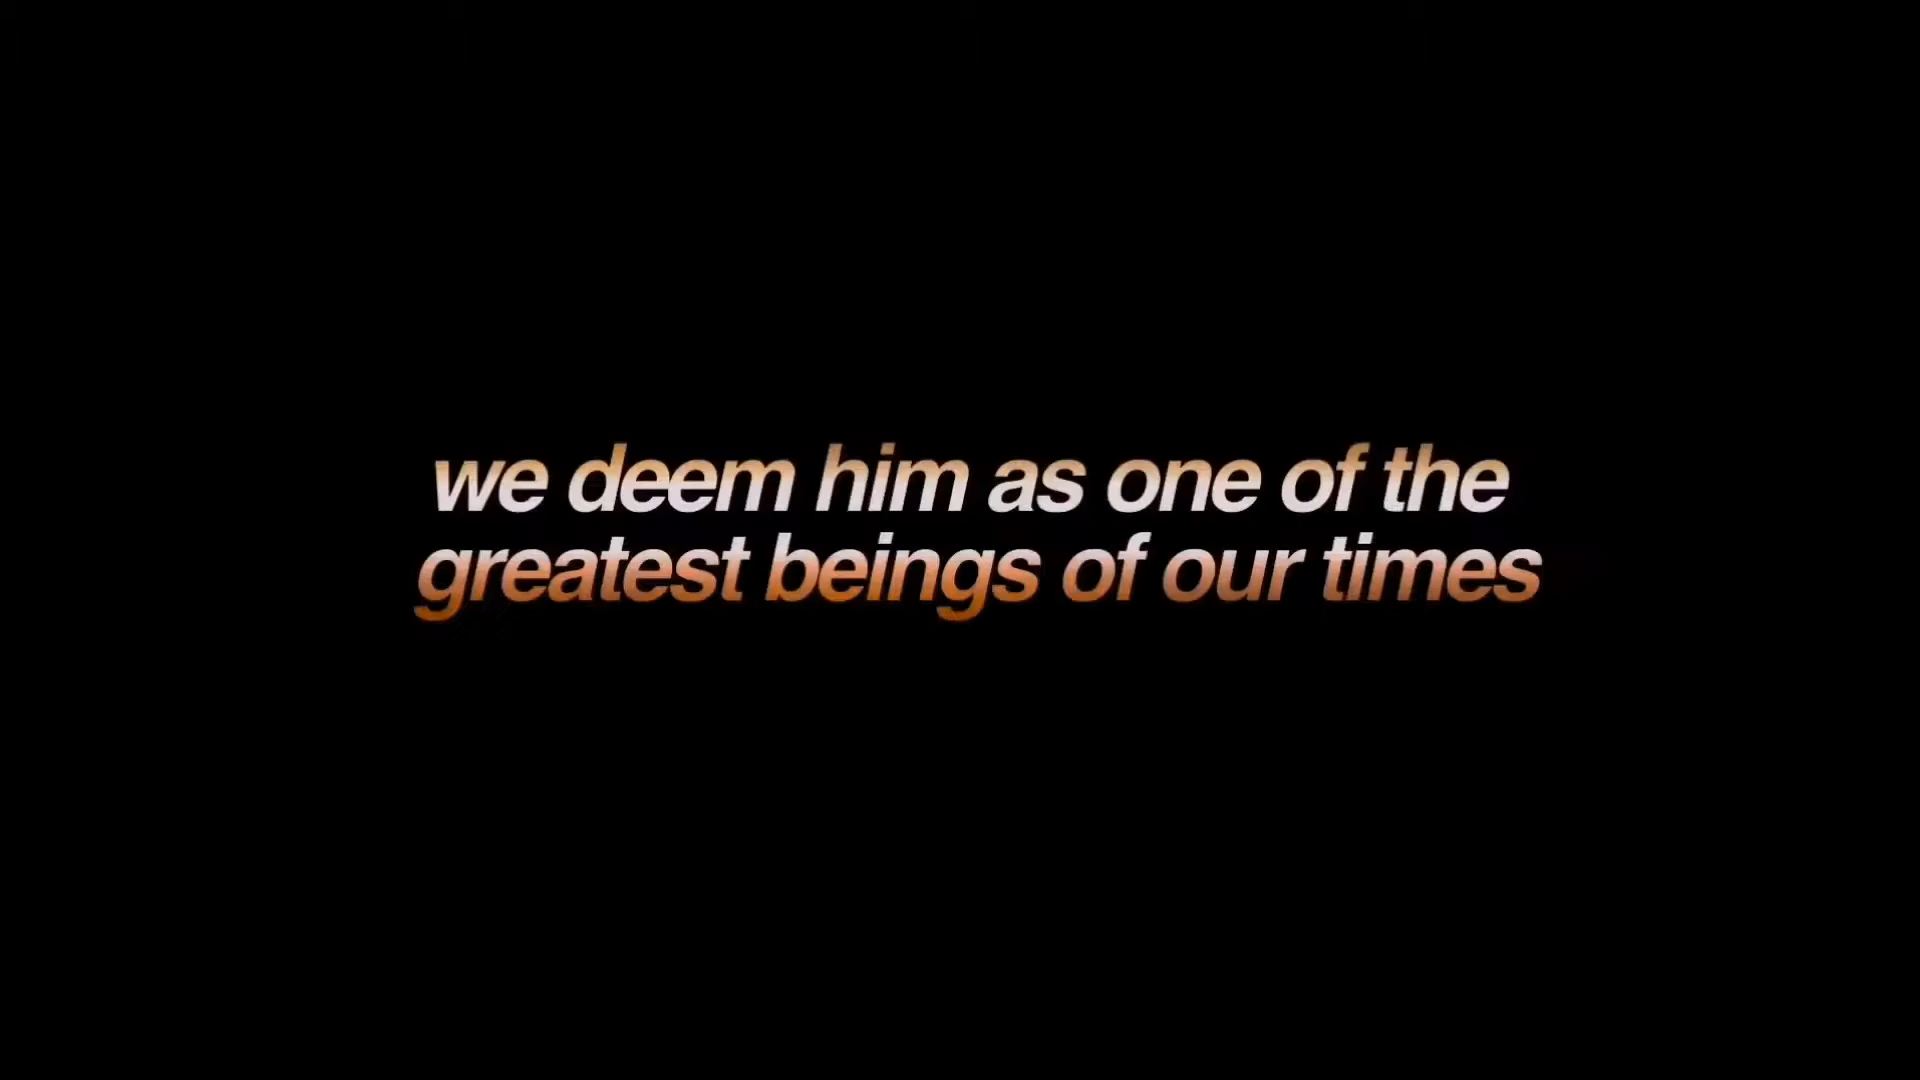 we deem him as one of the
greatest beings of our times